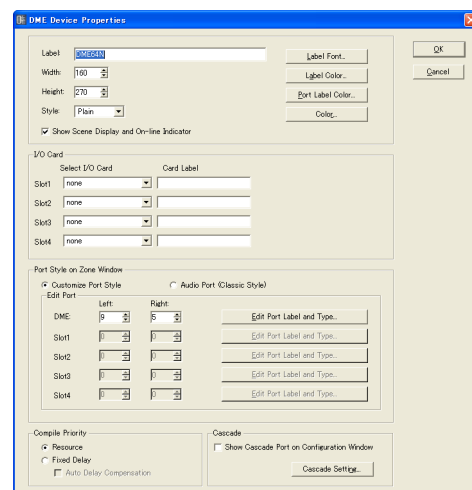 DME Device Properties
Label: DME64N
Label Font...
OK
Width: 160
Label Color...
Cancel
Height: 270
Port Label Color...
Style: Plain
Color...
Show Scene Display and On-line Indicator
I/O Card
Select I/O Card Card Label
Slot1 none
Slot2 none
Slot3 none
Slot4 none
Port Style on Zone Window
Customize Port Style Audio Port (Classic Style)
Edit Port
Left: Right:
DME: 9 5 Edit Port Label and Type...
Slot1 0 0 Edit Port Label and Type...
Slot2 0 0 Edit Port Label and Type...
Slot3 0 0 Edit Port Label and Type...
Slot4 0 0 Edit Port Label and Type...
Compile Priority
Resource
Fixed Delay
Auto Delay Compensation
Cascade
Show Cascade Port on Configuration Window
Cascade Setting...